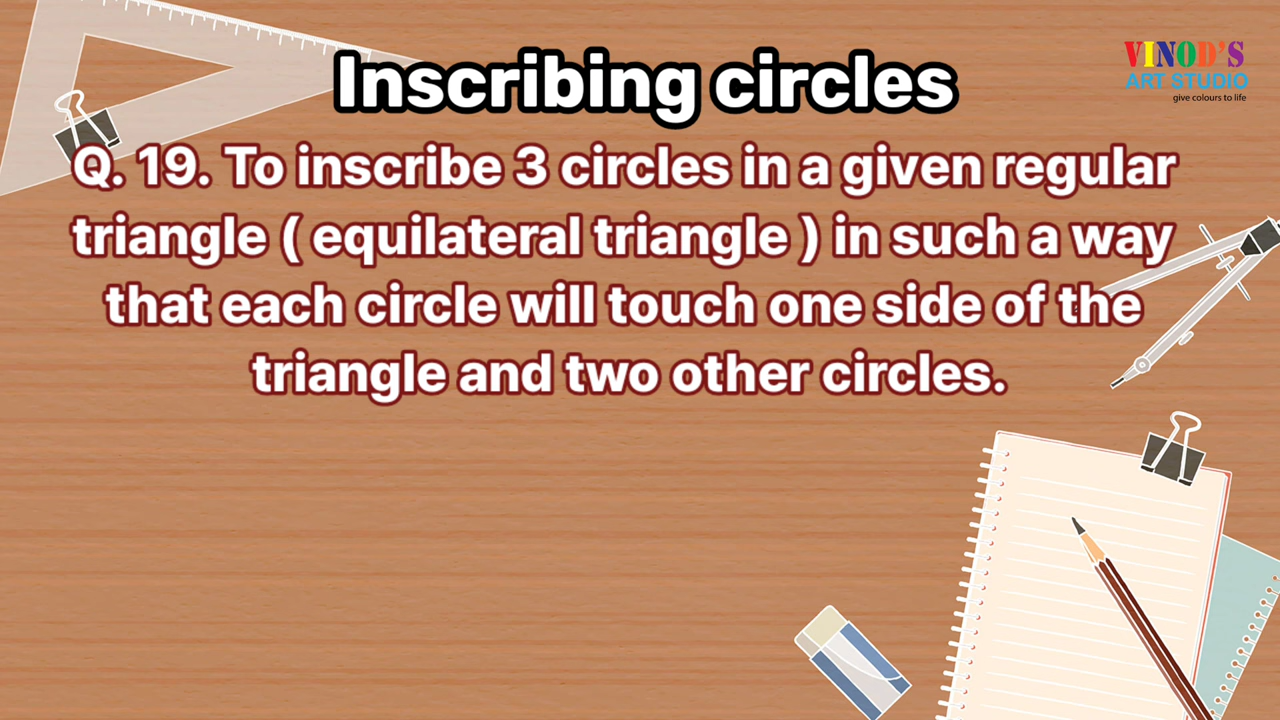 VINOD'S
ART STUDIO
give colours to life
Inscribing circles
Q. 19. To inscribe 3 circles in a given regular
triangle ( equilateral triangle ) in such a way
that each circle will touch one side of the
triangle and two other circles.